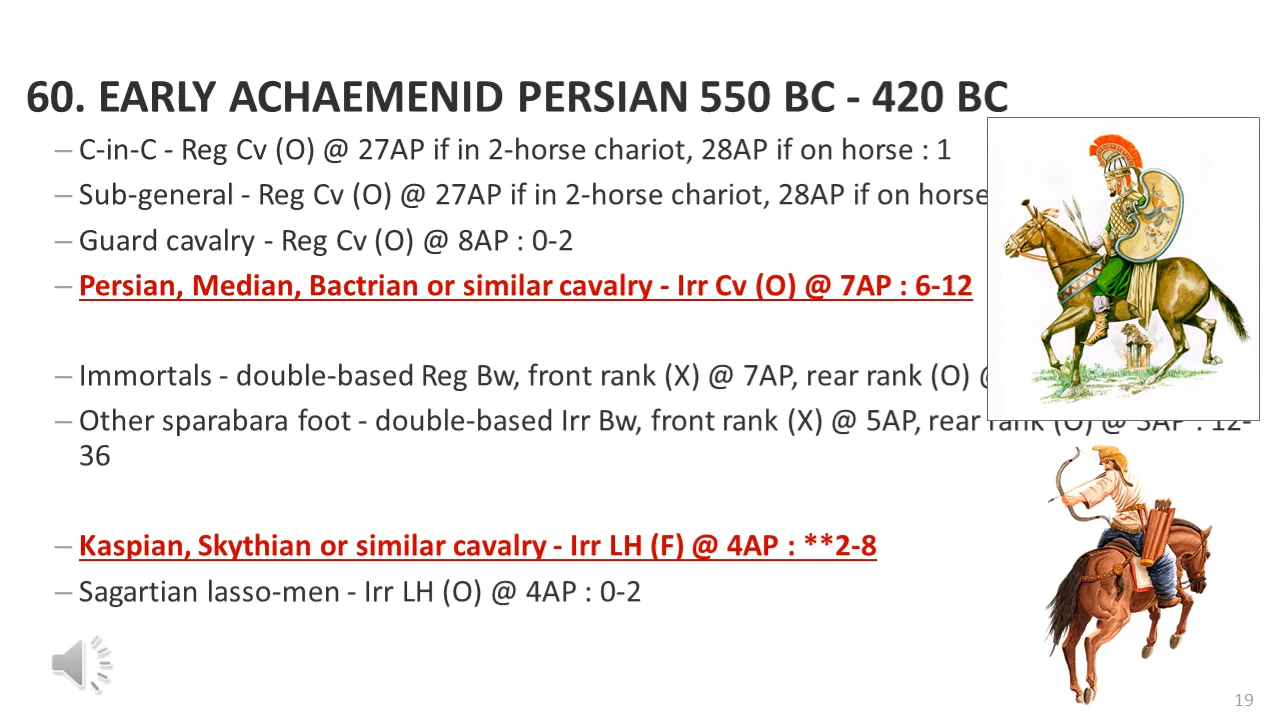 60. EARLY ACHAEMENID PERSIAN 550 BC - 420 BC
– C-in-C - Reg Cv (O) @ 27AP if in 2-horse chariot, 28AP if on horse : 1
– Sub-general - Reg Cv (O) @ 27AP if in 2-horse chariot, 28AP if on horse
– Guard cavalry - Reg Cv (O) @ 8AP : 0-2
– Persian, Median, Bactrian or similar cavalry - Irr Cv (O) @ 7AP : 6-12
– Immortals - double-based Reg Bw, front rank (X) @ 7AP, rear rank (O)
– Other sparabara foot - double-based Irr Bw, front rank (X) @ 5AP, rear rank (O) @ 3AP : 12-
36
– Kaspian, Skythian or similar cavalry - Irr LH (F) @ 4AP : **2-8
– Sagartian lasso-men - Irr LH (O) @ 4AP : 0-2
19